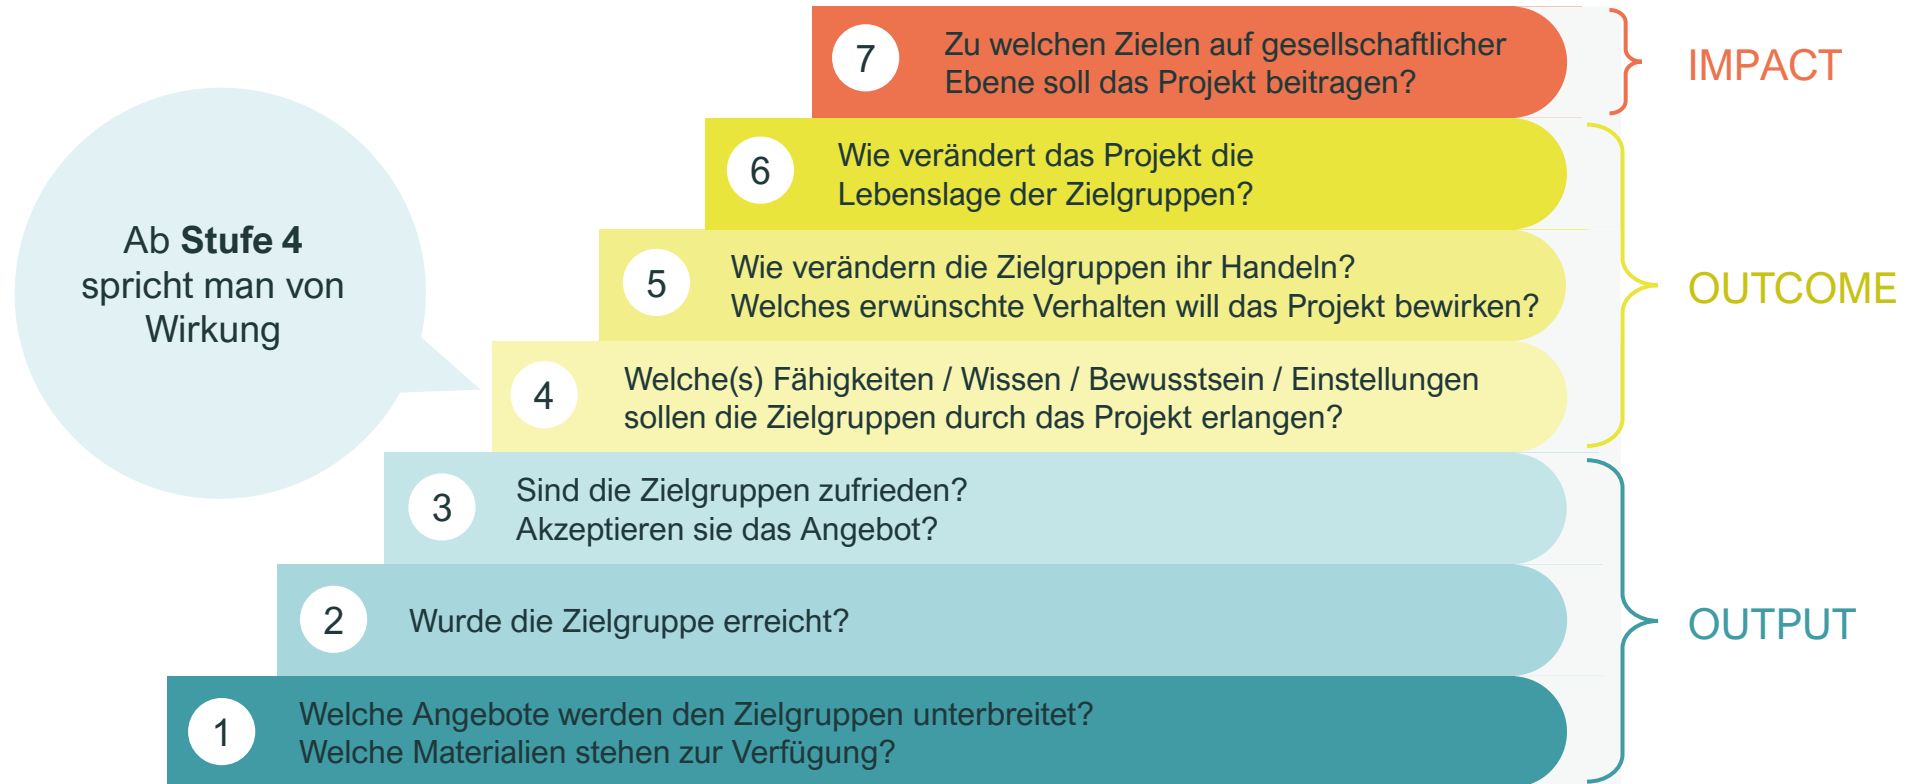 7
Zu welchen Zielen auf gesellschaftlicher
Ebene soll das Projekt beitragen?
IMPACT
6
Wie verändert das Projekt die
Lebenslage der Zielgruppen?
Ab Stufe 4
spricht man von
Wirkung
5
Wie verändern die Zielgruppen ihr Handeln?
Welches erwünschte Verhalten will das Projekt bewirken?
OUTCOME
4
Welche(s) Fähigkeiten / Wissen / Bewusstsein / Einstellungen
sollen die Zielgruppen durch das Projekt erlangen?
3
Sind die Zielgruppen zufrieden?
Akzeptieren sie das Angebot?
2
Wurde die Zielgruppe erreicht?
OUTPUT
1
Welche Angebote werden den Zielgruppen unterbreitet?
Welche Materialien stehen zur Verfügung?